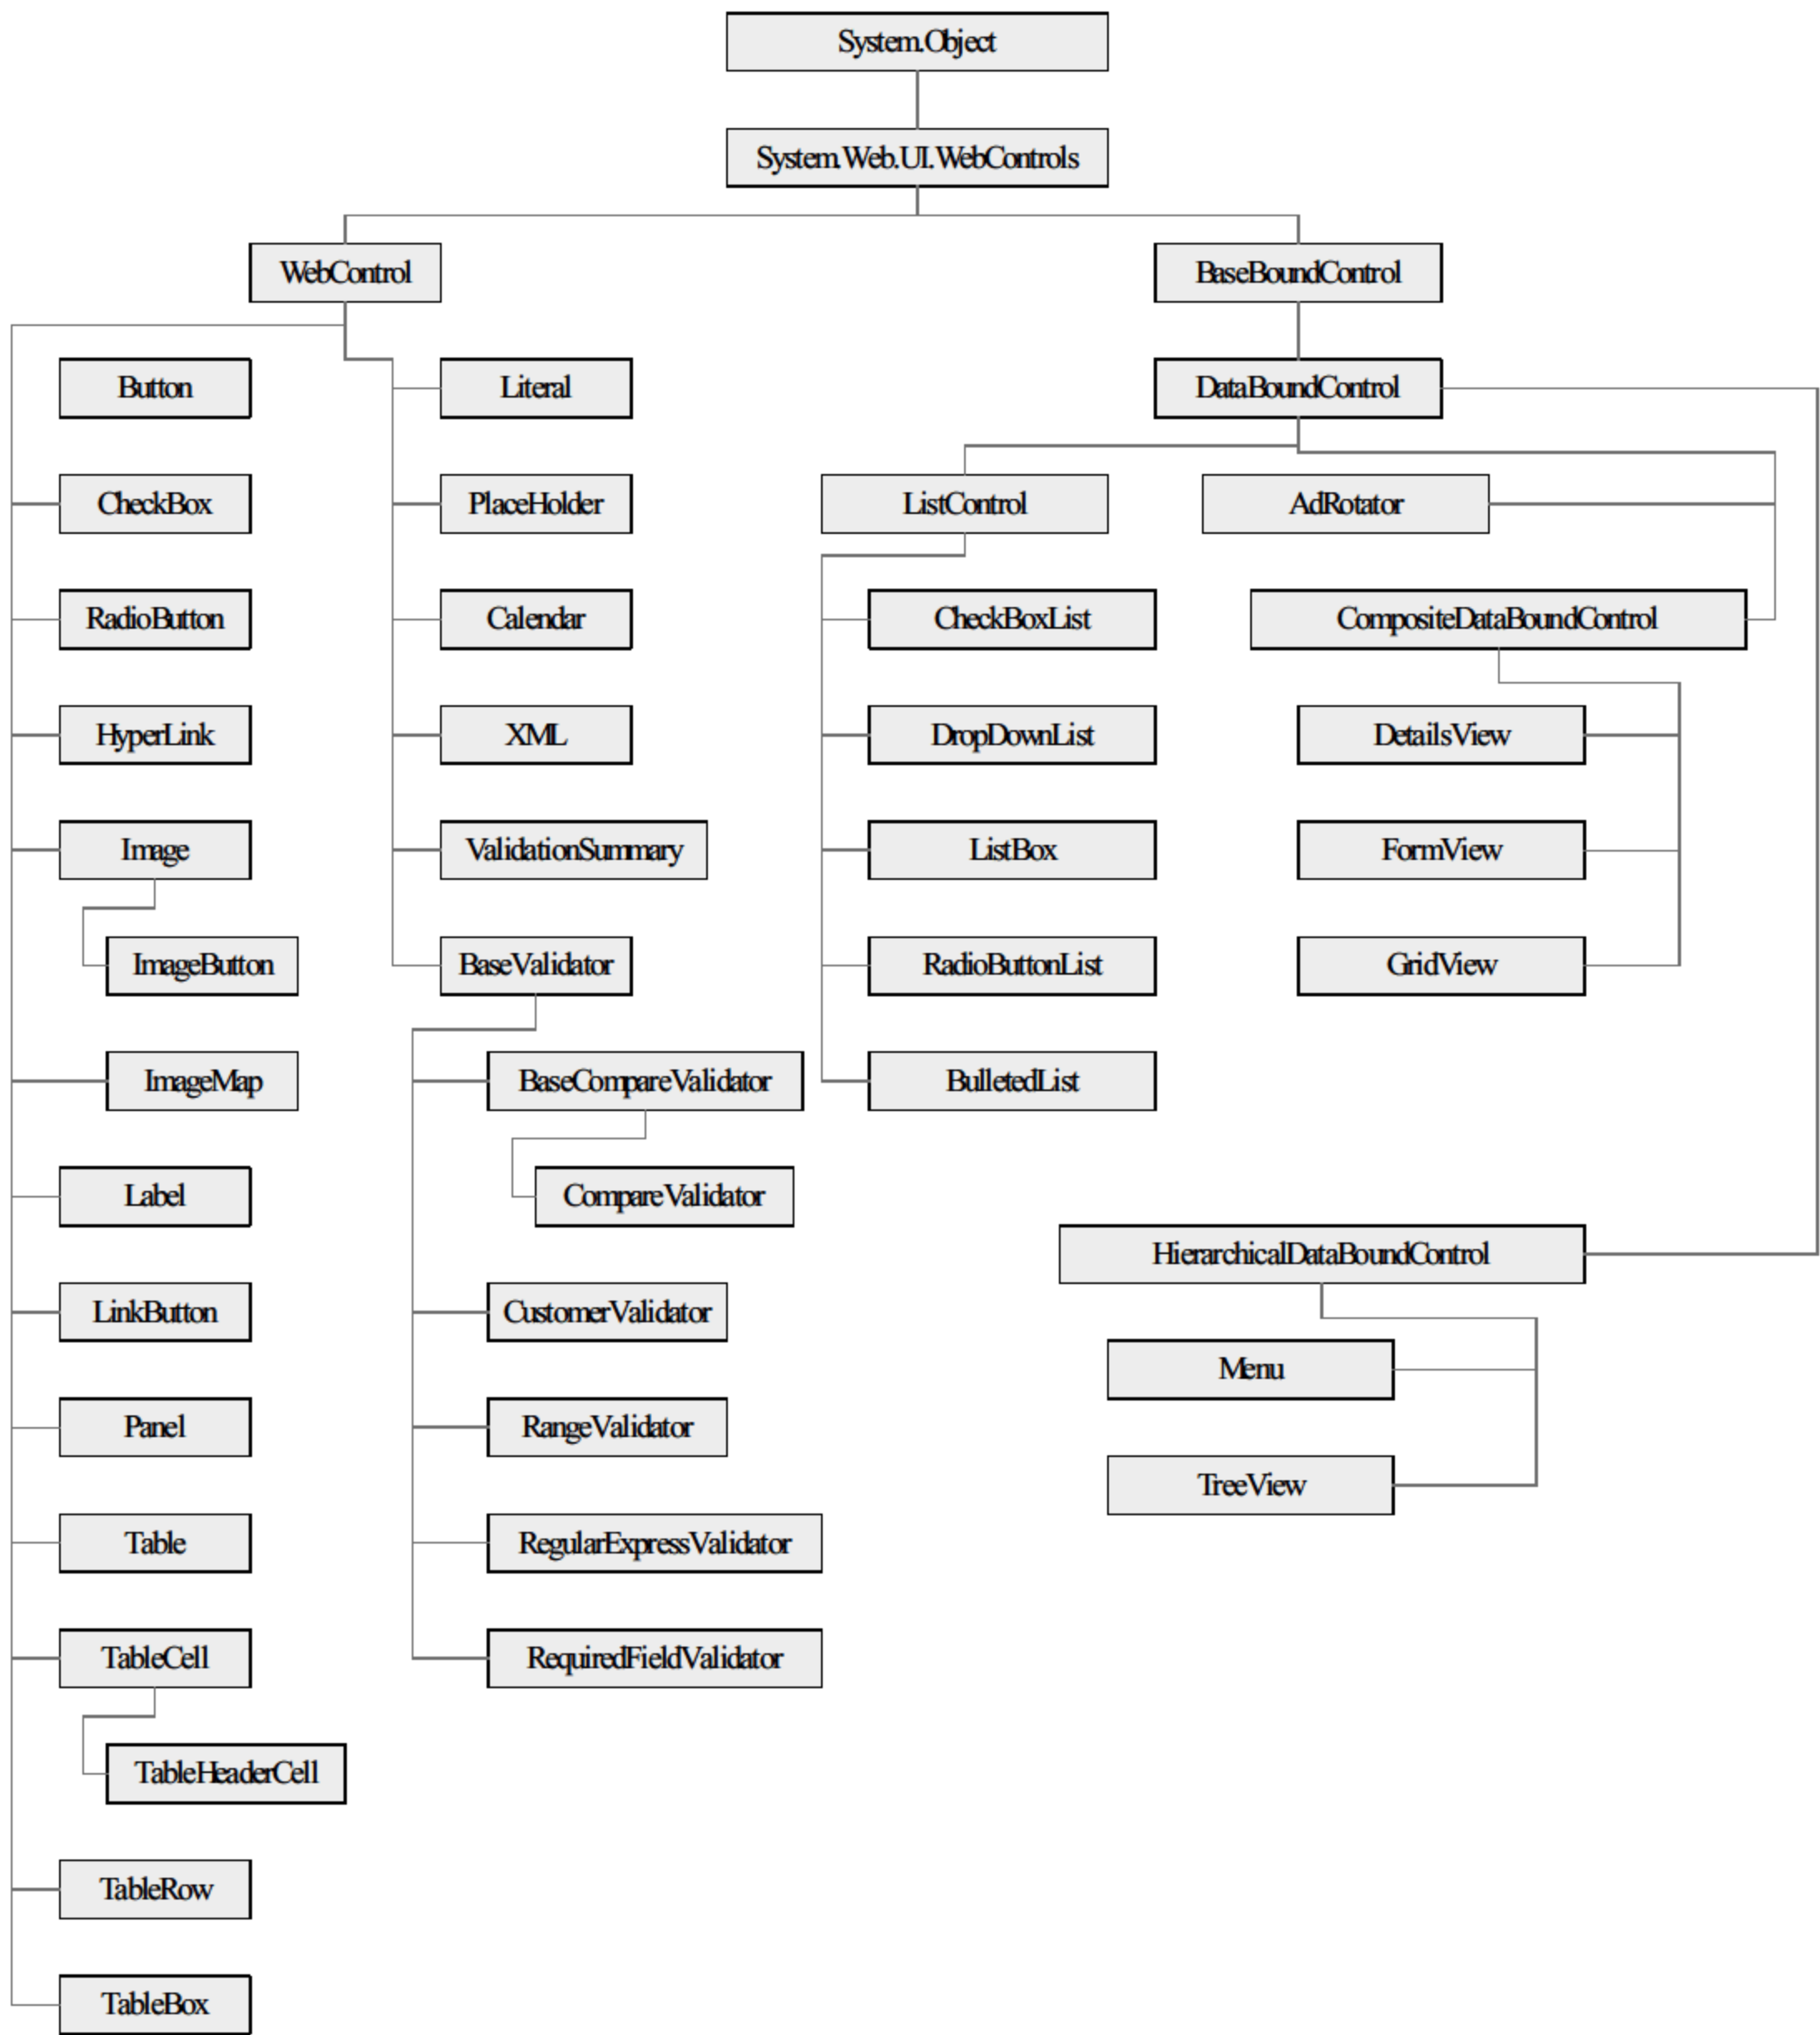 System.Object
System.Web.UI.WebControls
WebControl
BaseBoundControl
Button
Literal
DataBoundControl
CheckBox
PlaceHolder
ListControl
AdRotator
RadioButton
Calendar
CheckBoxList
CompositeDataBoundControl
HyperLink
XML
DropDownList
DetailsView
Image
ValidationSummary
ListBox
FormView
ImageButton
BaseValidator
RadioButtonList
GridView
ImageMap
BaseCompareValidator
BulletedList
Label
CompareValidator
HierarchicalDataBoundControl
LinkButton
CustomerValidator
Menu
Panel
RangeValidator
TreeView
Table
RegularExpressValidator
TableCell
RequiredFieldValidator
TableHeaderCell
TableRow
TableBox